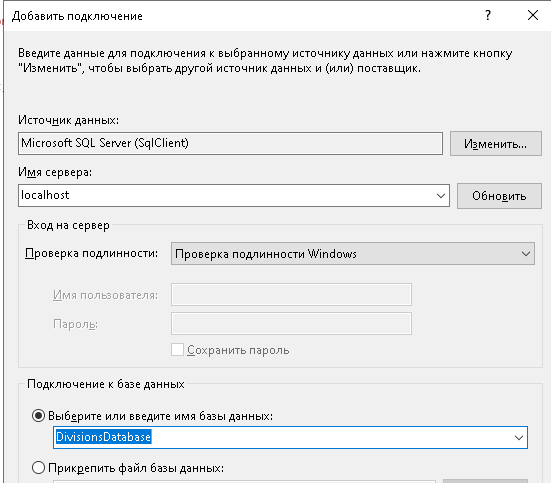 Добавить подключение
?
Введите данные для подключения к выбранному источнику данных или нажмите кнопку
"Изменить", чтобы выбрать другой источник данных и (или) поставщик.
Источник данных:
Microsoft SQL Server (SqlClient)
Изменить...
Имя сервера:
localhost
Обновить
Вход на сервер
Проверка подлинности:
Проверка подлинности Windows
Имя пользователя:
Пароль:
Сохранить пароль
Подключение к базе данных
Выберите или введите имя базы данных:
DivisionsDatabase
Прикрепить файл базы данных: